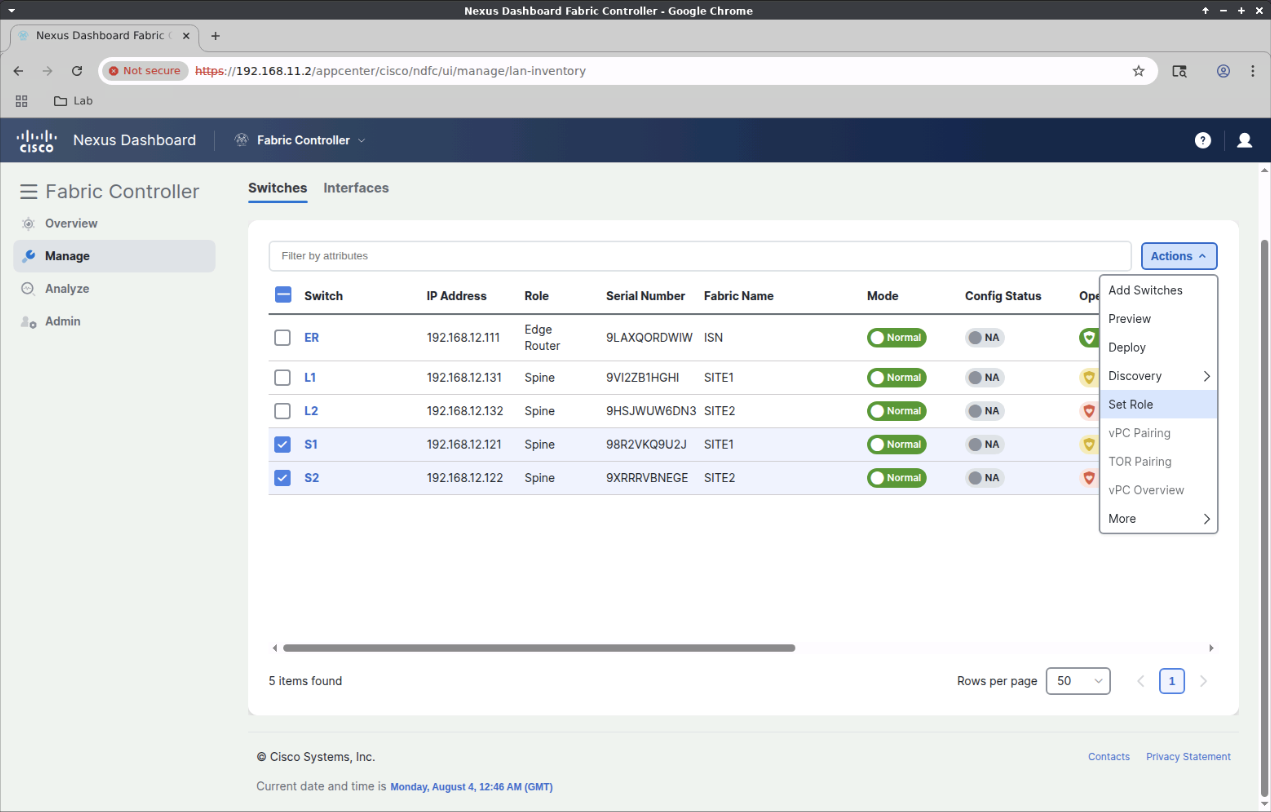 Nexus Dashboard Fabric Controller - Google Chrome
Nexus Dashboard Fabric
Not secure https://192.168.11.2/appcenter/cisco/ndfc/ui/manage/lan-inventory
Lab
CISCO Nexus Dashboard Fabric Controller ?
Fabric Controller
Overview
Manage
Analyze
Admin
Switches Interfaces
Filter by attributes Actions
Switch IP Address Role Serial Number Fabric Name Mode Config Status Ope
ER 192.168.12.111 Edge Router 9LAXQORDWIW ISN Normal NA
L1 192.168.12.131 Spine 9VI2ZB1HGHI SITE1 Normal NA
L2 192.168.12.132 Spine 9HSJWUW6DN3 SITE2 Normal NA
S1 192.168.12.121 Spine 98R2VKQ9U2J SITE1 Normal NA
S2 192.168.12.122 Spine 9XRRRVBNEGE SITE2 Normal NA
Add Switches
Preview
Deploy
Discovery
Set Role
vPC Pairing
TOR Pairing
vPC Overview
More
5 items found Rows per page 50 1
© Cisco Systems, Inc. Contacts Privacy Statement
Current date and time is Monday, August 4, 12:46 AM (GMT)